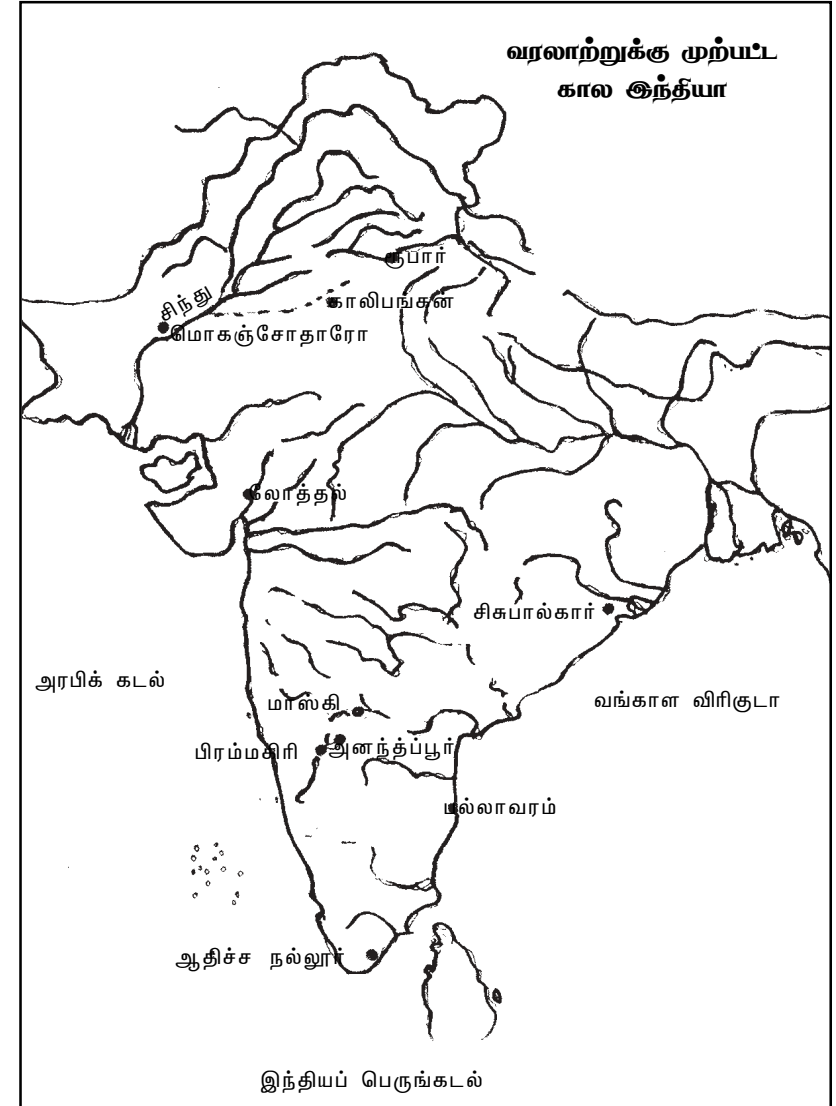 வரலாற்றுக்கு முற்பட்ட
கால இந்தியா
ரூபார்
சிந்து
காலிபங்கன்
மொகஞ்சோதாரோ
லோத்தல்
சிசுபால்கார்
அரபிக் கடல்
வங்காள விரிகுடா
மாஸ்கி
பிரம்மகிரி
அனந்தப்பூர்
பல்லாவரம்
ஆதிச்ச நல்லூர்
இந்தியப் பெருங்கடல்